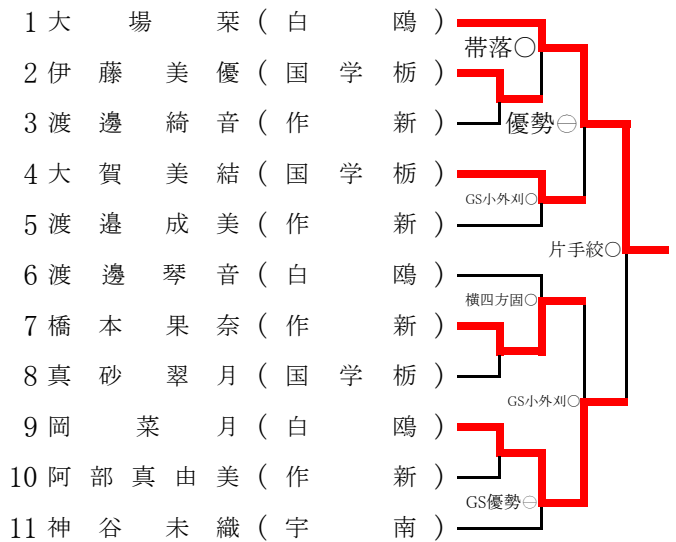 1 大場栞(白鴎)
帯落○
2 伊藤美優(国学栃)
3 渡邉綺音(作新)
優勢㊀
4 大賀美結(国学栃)
GS小外刈○
5 渡邉成美(作新)
片手絞○
6 渡邉琴音(白鴎)
横四方固○
7 橋本果奈(作新)
8 真砂翠月(国学栃)
GS小外刈○
9 岡菜月(白鴎)
10 阿部真由美(作新)
GS優勢㊀
11 神谷未織(宇南)